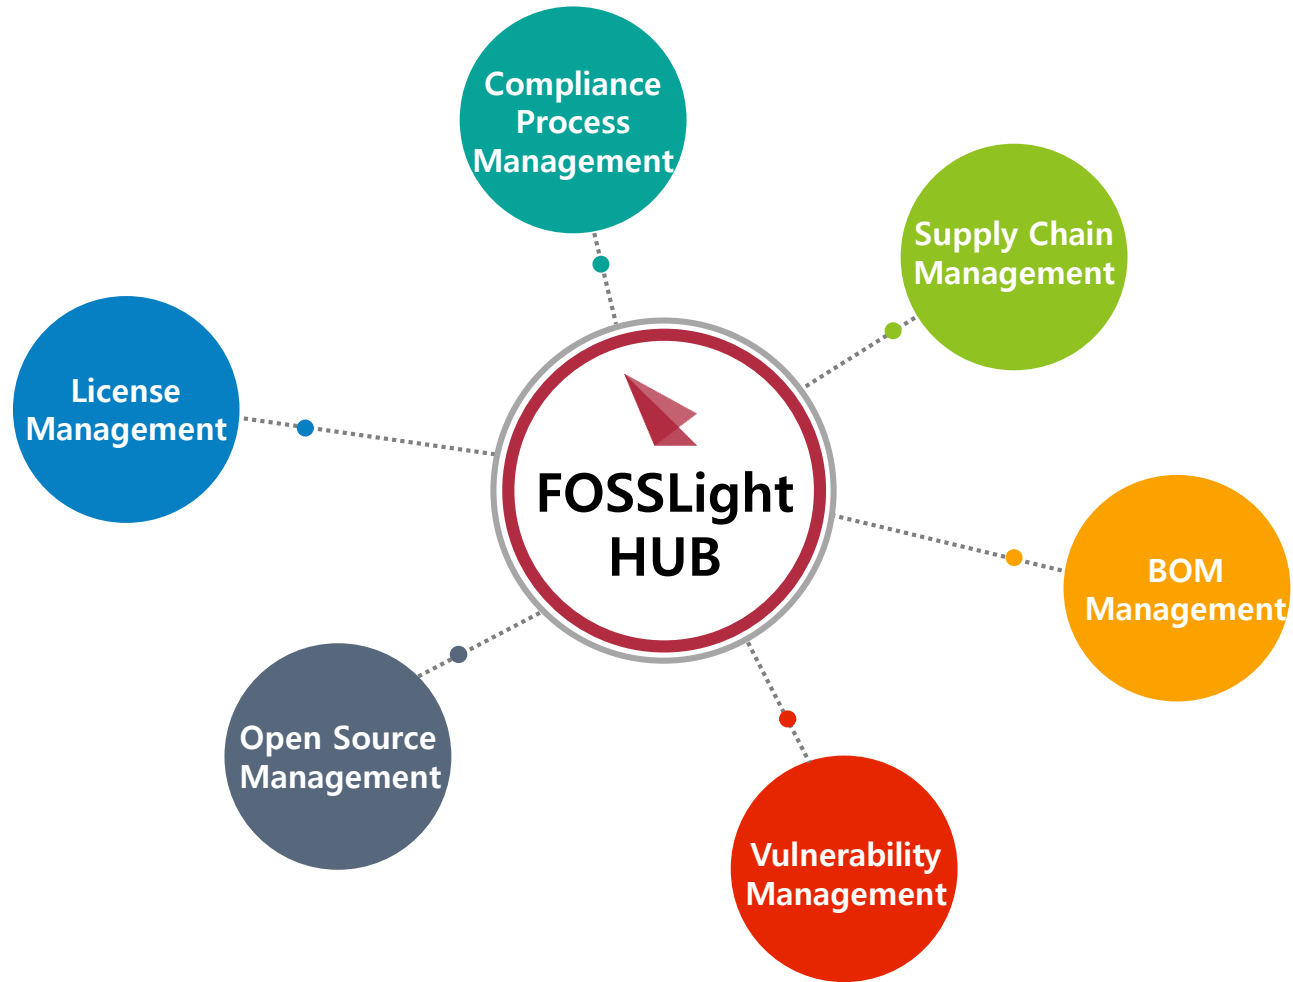 Compliance
Process
Management
Supply Chain
Management
License
Management
FOSSLight
HUB
BOM
Management
Open Source
Management
Vulnerability
Management